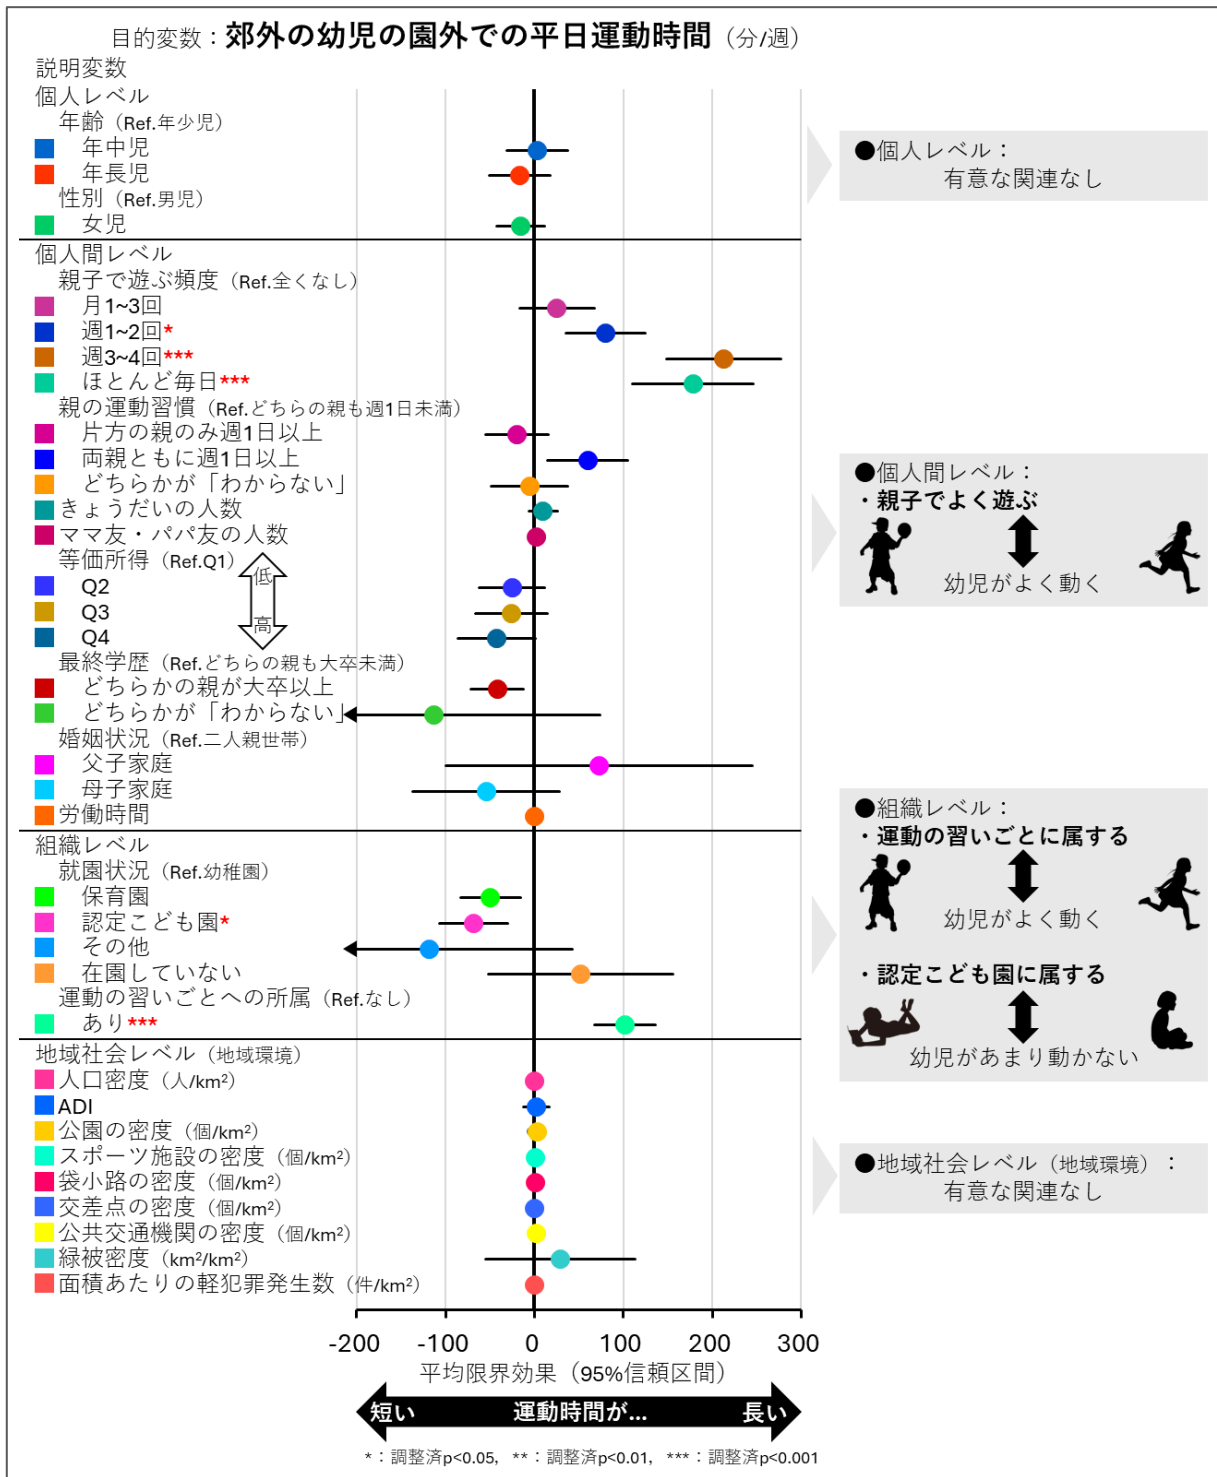 目的変数：郊外の幼児の園外での平日運動時間（分/週）
説明変数
個人レベル
年齢（Ref.年少児）
年中児
年長児
性別（Ref.男児）
女児
個人間レベル
親子で遊ぶ頻度（Ref.全くなし）
月1~3回
週1~2回*
週3~4回***
ほとんど毎日***
親の運動習慣（Ref.どちらの親も週1日未満）
片方の親のみ週1日以上
両親ともに週1日以上
どちらかが「わからない」
きょうだいの人数
ママ友・パパ友の人数
等価所得（Ref.Q1）
低
Q2
Q3
高
Q4
最終学歴（Ref.どちらの親も大卒未満）
どちらかの親が大卒以上
どちらかが「わからない」
婚姻状況（Ref.二人親世帯）
父子家庭
母子家庭
労働時間
組織レベル
就園状況（Ref.幼稚園）
保育園
認定こども園*
その他
在園していない
運動の習いごとへの所属（Ref.なし）
あり***
地域社会レベル（地域環境）
人口密度（人/km²）
ADI
公園の密度（個/km²）
スポーツ施設の密度（個/km²）
袋小路の密度（個/km²）
交差点の密度（個/km²）
公共交通機関の密度（個/km²）
緑被密度（km²/km²）
面積あたりの軽犯罪発生数（件/km²）
-200 -100 0 100 200 300
平均限界効果（95%信頼区間）
短い 運動時間が... 長い
*：調整済p<0.05, **：調整済p<0.01, ***：調整済p<0.001
●個人レベル：
有意な関連なし
●個人間レベル：
・親子でよく遊ぶ
幼児がよく動く
●組織レベル：
・運動の習いごとに属する
幼児がよく動く
・認定こども園に属する
幼児があまり動かない
●地域社会レベル（地域環境）：
有意な関連なし